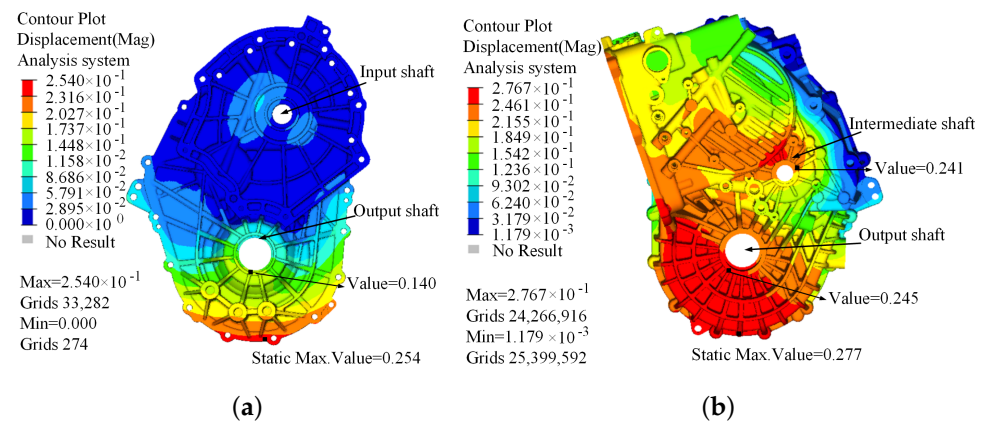 (a)
Contour Plot
Displacement(Mag)
Analysis system
2.540×10 -1
2.316×10 -1
2.027×10 -1
1.737×10 -1
1.448×10 -1
1.158×10 -2
8.686×10 -2
5.791×10 -2
2.895×10 -2
0.000×10 0
No Result
Max=2.540×10 -1
Grids 33,282
Min=0.000
Grids 274
Input shaft
Output shaft
Value=0.140
Static Max.Value=0.254
(b)
Contour Plot
Displacement(Mag)
Analysis system
2.767×10 -1
2.461×10 -1
2.155×10 -1
1.849×10 -1
1.542×10 -1
1.236×10 -1
9.302×10 -2
6.240×10 -2
3.179×10 -2
1.179×10 -3
No Result
Max=2.767×10 -1
Grids 24,266,916
Min=1.179 ×10 -3
Grids 25,399,592
Intermediate shaft
Value=0.241
Output shaft
Value=0.245
Static Max.Value=0.277
(a)
(b)